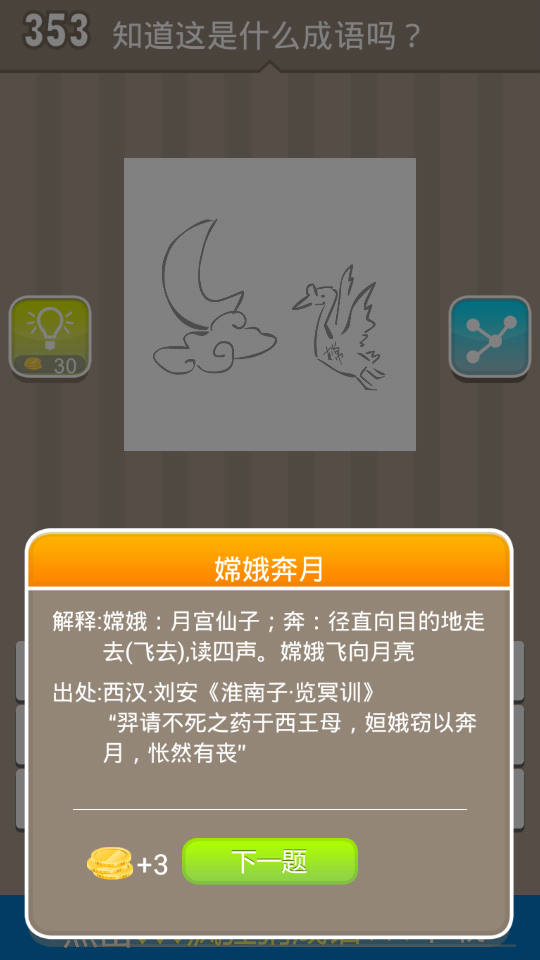 353 知道这是什么成语吗？
30
嫦
嫦娥奔月
解释:嫦娥：月宫仙子；奔：径直向目的地走
去(飞去),读四声。嫦娥飞向月亮
出处:西汉·刘安《淮南子·览冥训》
“羿请不死之药于西王母，姮娥窃以奔
月，怅然有丧”
+3 下一题